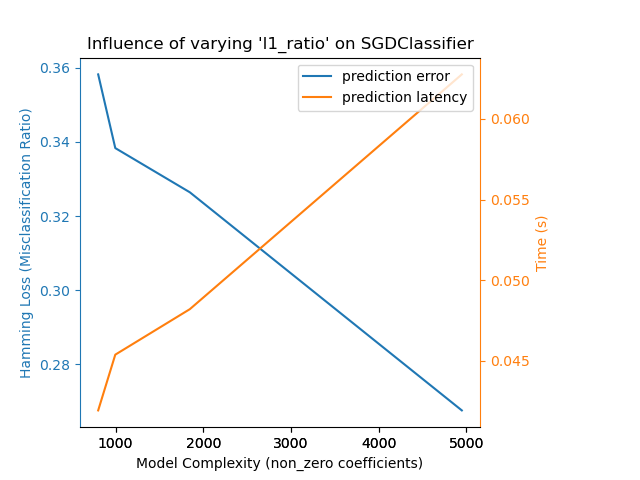 Influence of varying 'l1_ratio' on SGDClassifier
prediction error
prediction latency
0.36
0.34
0.32
0.30
0.28
Hamming Loss (Misclassification Ratio)
0.060
0.055
0.050
0.045
Time (s)
1000 2000 3000 4000 5000
Model Complexity (non_zero coefficients)